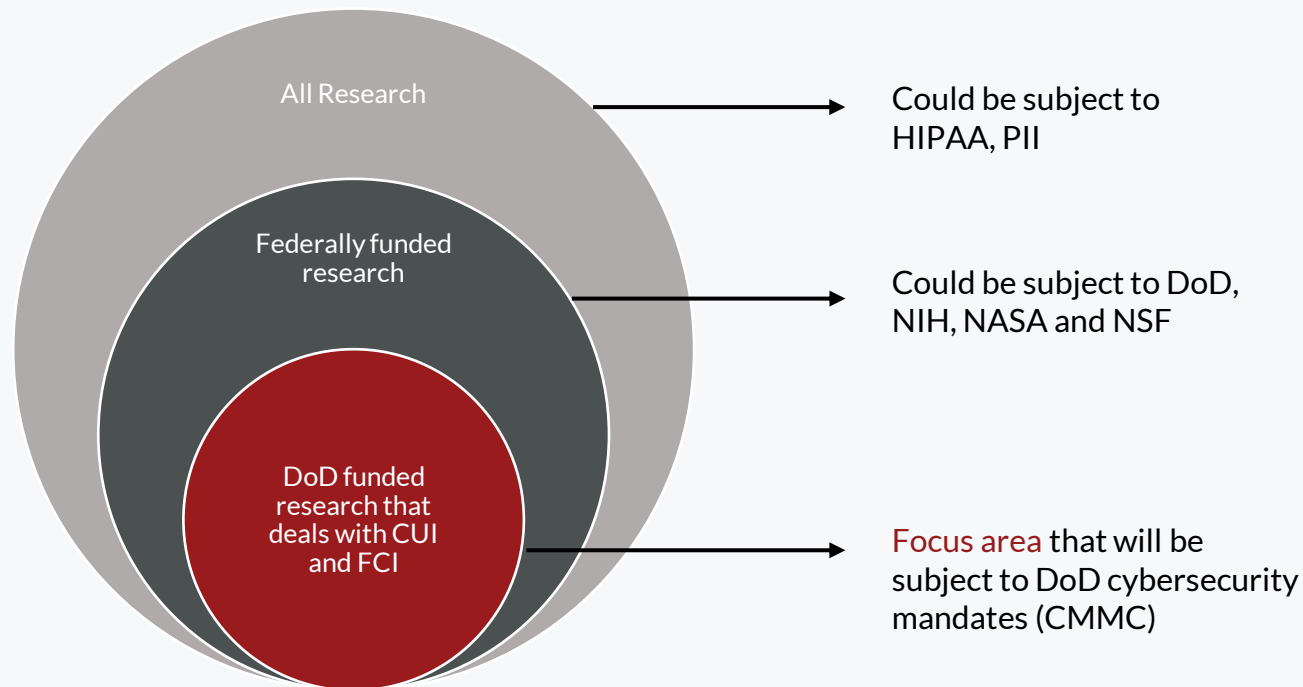 All Research
Could be subject to
HIPAA, PII
Federally funded
research
Could be subject to DoD,
NIH, NASA and NSF
DoD funded
research that
deals with CUI
and FCI
Focus area that will be
subject to DoD cybersecurity
mandates (CMMC)